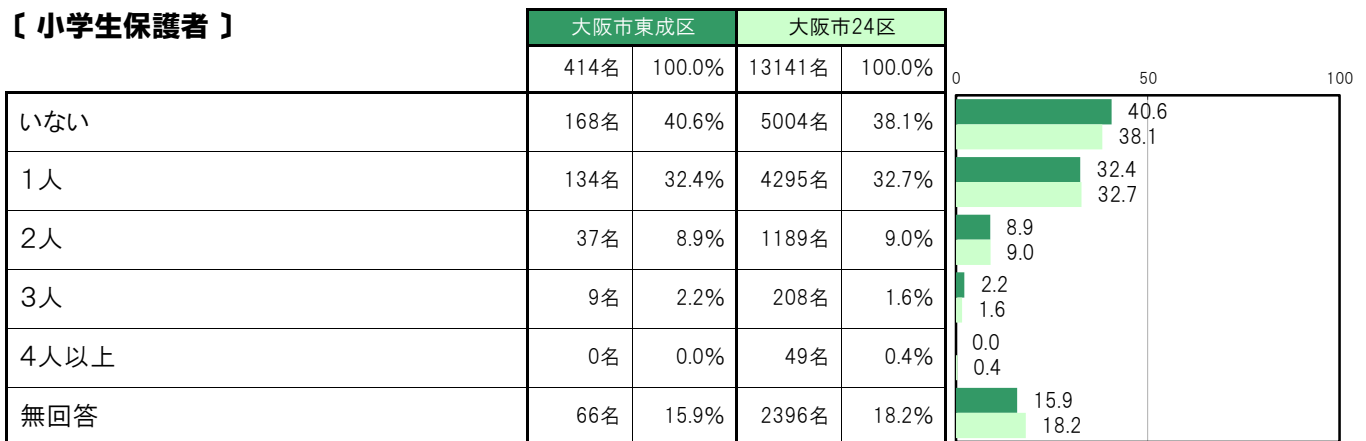 〔 小学生保護者 〕
大阪市東成区 大阪市24区
414名 100.0% 13141名 100.0%
0 50 100
いない 168名 40.6% 5004名 38.1%
40.6
38.1
1人 134名 32.4% 4295名 32.7%
32.4
32.7
2人 37名 8.9% 1189名 9.0%
8.9
9.0
3人 9名 2.2% 208名 1.6%
2.2
1.6
4人以上 0名 0.0% 49名 0.4%
0.0
0.4
無回答 66名 15.9% 2396名 18.2%
15.9
18.2